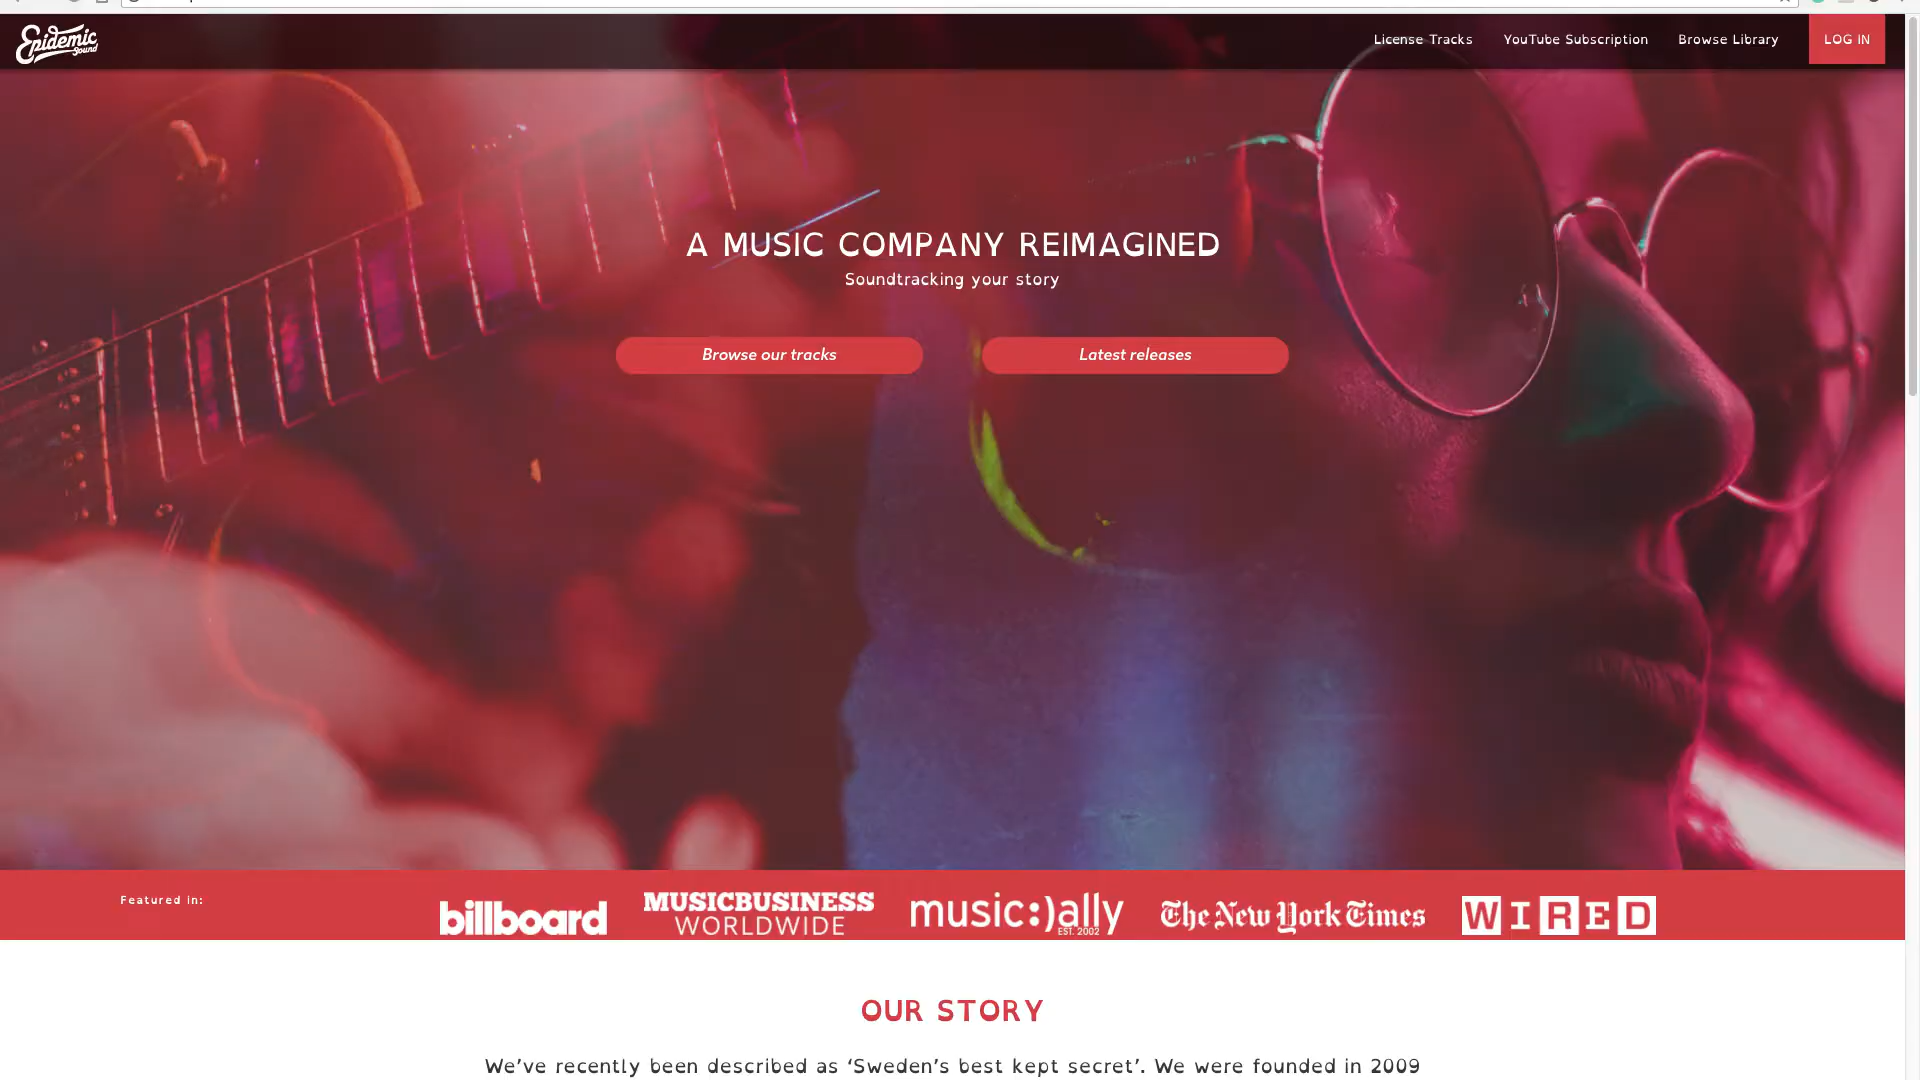 Epidemic
Sound
License Tracks
YouTube Subscription
Browse Library
LOG IN
A MUSIC COMPANY REIMAGINED
Soundtracking your story
Browse our tracks
Latest releases
Featured in:
billboard
MUSICBUSINESS
WORLDWIDE
music:)ally
EST. 2002
The New York Times
WIRED
OUR STORY
We’ve recently been described as ‘Sweden’s best kept secret’. We were founded in 2009